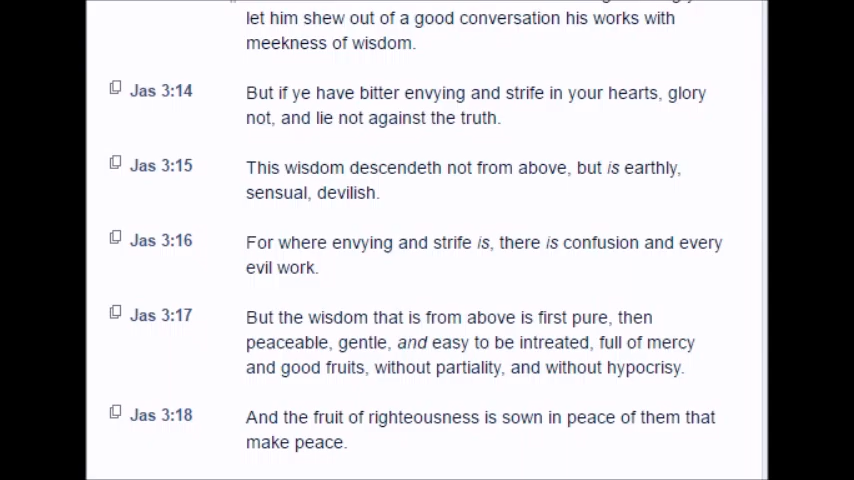 let him shew out of a good conversation his works with
meekness of wisdom.
Jas 3:14 But if ye have bitter envying and strife in your hearts, glory
not, and lie not against the truth.
Jas 3:15 This wisdom descendeth not from above, but is earthly,
sensual, devilish.
Jas 3:16 For where envying and strife is, there is confusion and every
evil work.
Jas 3:17 But the wisdom that is from above is first pure, then
peaceable, gentle, and easy to be intreated, full of mercy
and good fruits, without partiality, and without hypocrisy.
Jas 3:18 And the fruit of righteousness is sown in peace of them that
make peace.